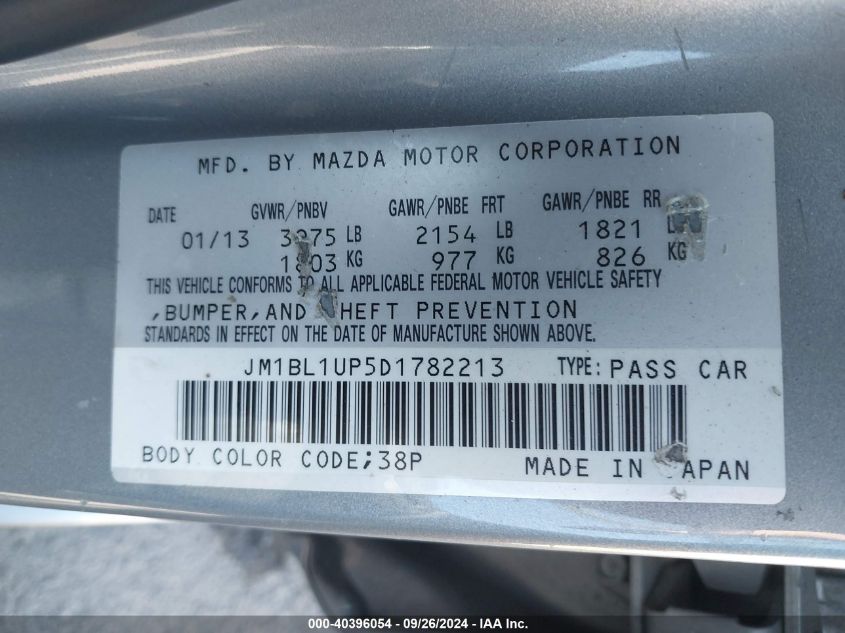 MFD. BY MAZDA MOTOR CORPORATION
DATE GVWR/PNBV GAWR/PNBE FRT GAWR/PNBE RR
01/13 LB 2154 LB 1821
KG 977 KG 826 KG
THIS VEHICLE CONFORMS TO ALL APPLICABLE FEDERAL MOTOR VEHICLE SAFETY
,BUMPER,AND THEFT PREVENTION
STANDARDS IN EFFECT ON THE DATE OF MANUFACTURE SHOWN ABOVE.
JM1BL1UP5D1782213 TYPE: PASS CAR
BODY COLOR CODE;38P MADE IN JAPAN
000-40396054 - 09/26/2024 - IAA Inc.